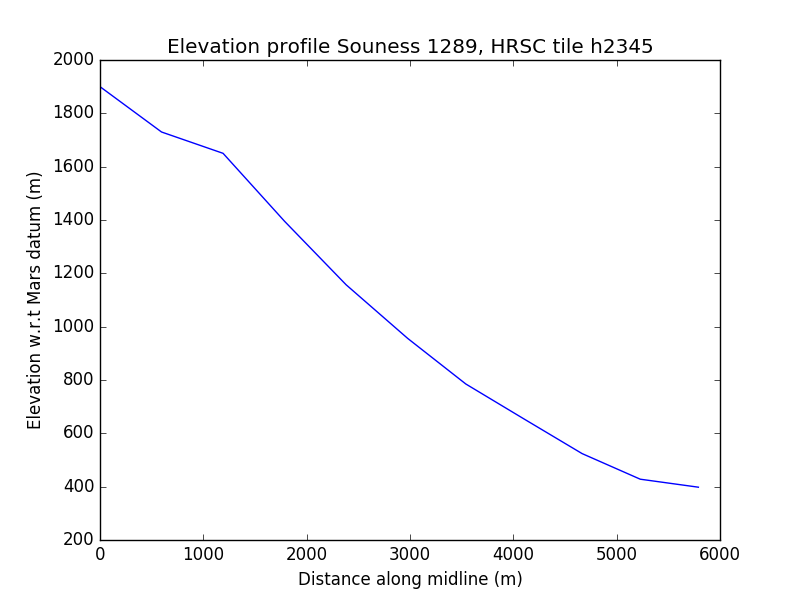 Elevation profile Souness 1289, HRSC tile h2345
2000
1800
1600
1400
1200
1000
800
600
400
200
Elevation w.r.t Mars datum (m)
0 1000 2000 3000 4000 5000 6000
Distance along midline (m)